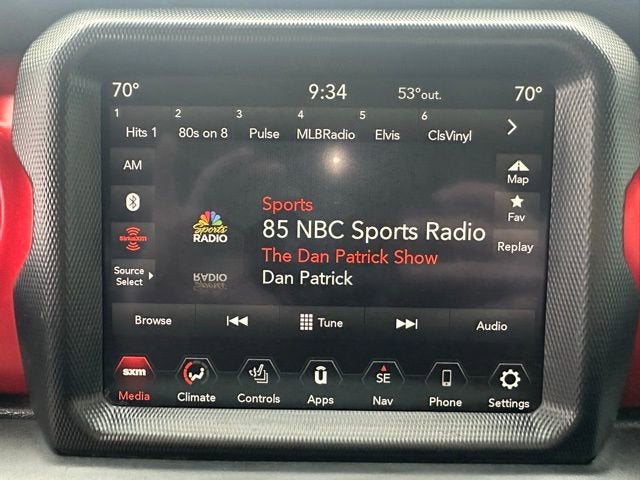 70° 9:34 53°out. 70°
1 2 3 4 5 6
Hits 1 80s on 8 Pulse MLBRadio Elvis ClsVinyl
AM
Map
Sports
Fav
Sports
RADIO
85 NBC Sports Radio
SiriusXM
The Dan Patrick Show
Replay
Source
Select
Dan Patrick
Browse Tune Audio
sxm
SE
Media Climate Controls Apps Nav Phone Settings